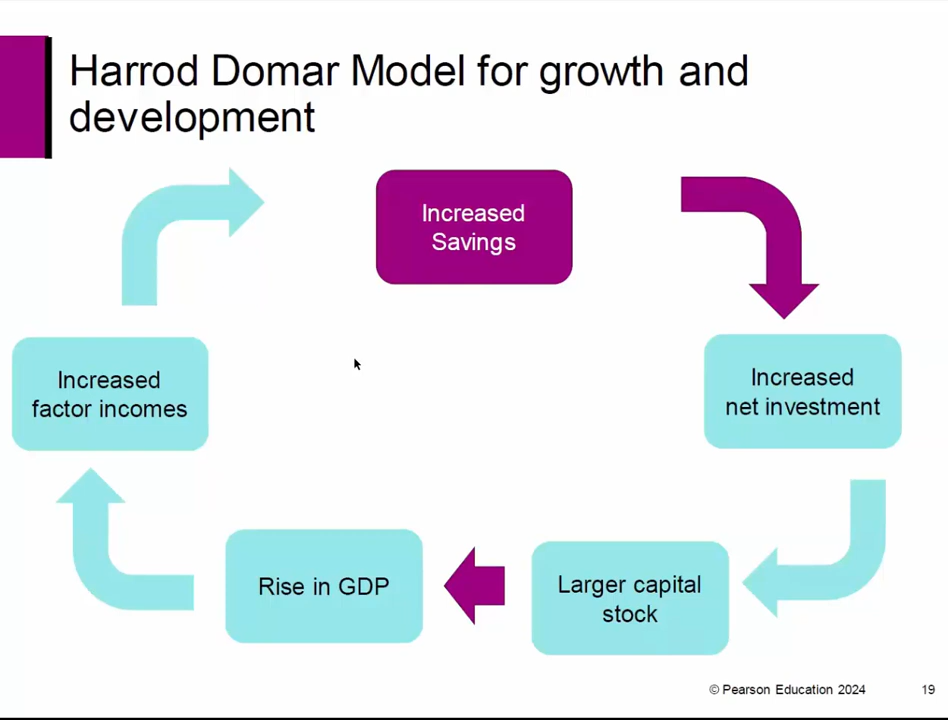 Harrod Domar Model for growth and
development
Increased
Savings
Increased
net investment
Larger capital
stock
Rise in GDP
Increased
factor incomes
© Pearson Education 2024
19